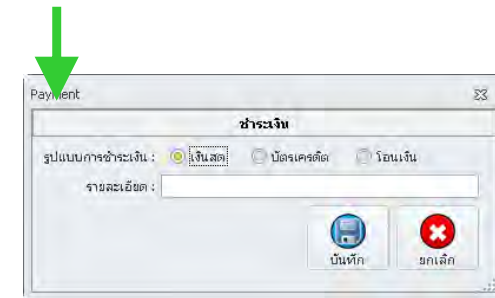 Payment
ชำระเงิน
รูปแบบการชำระเงิน : เงินสด บัตรเครดิต โอนเงิน
รายละเอียด :
บันทึก ยกเลิก